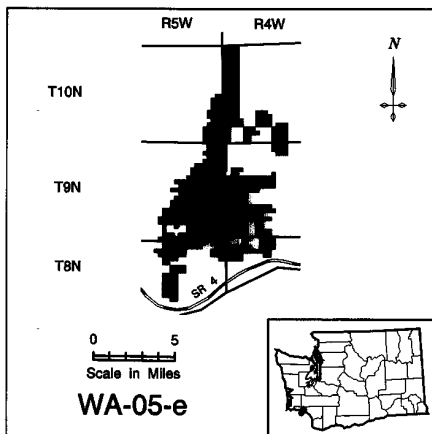 R5W R4W
N
T10N
T9N
T8N
SR 4
0 5
Scale in Miles
WA-05-e